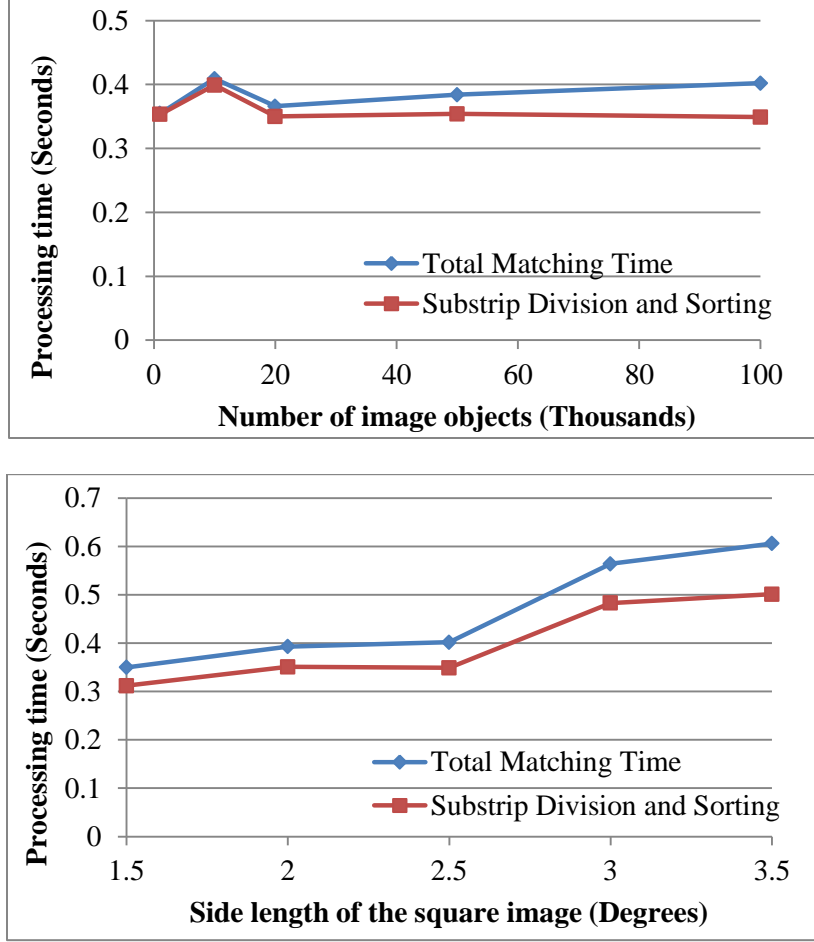 0.5
0.4
0.3
0.2
0.1
0
Processing time (Seconds)
Total Matching Time
Substrip Division and Sorting
0 20 40 60 80 100
Number of image objects (Thousands)
0.7
0.6
0.5
0.4
0.3
0.2
0.1
0
Processing time (Seconds)
Total Matching Time
Substrip Division and Sorting
1.5 2 2.5 3 3.5
Side length of the square image (Degrees)